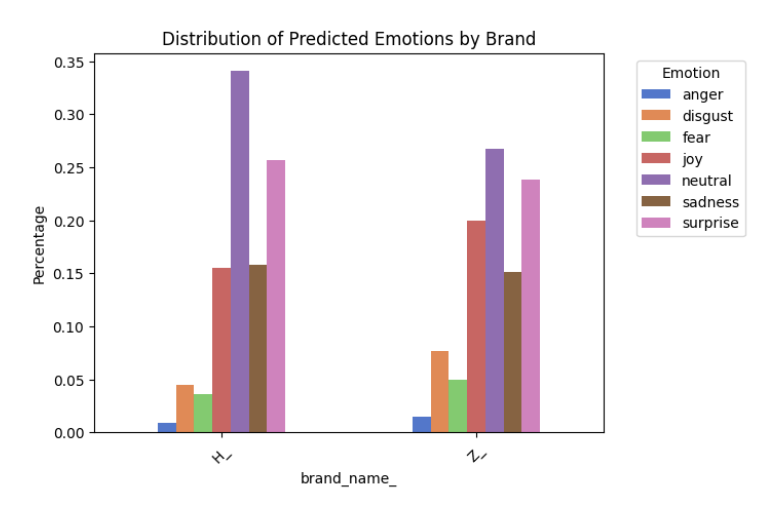 Distribution of Predicted Emotions by Brand
Emotion
anger
disgust
fear
joy
neutral
sadness
surprise
Percentage
0.35
0.30
0.25
0.20
0.15
0.10
0.05
0.00
H_
Z_
brand_name_